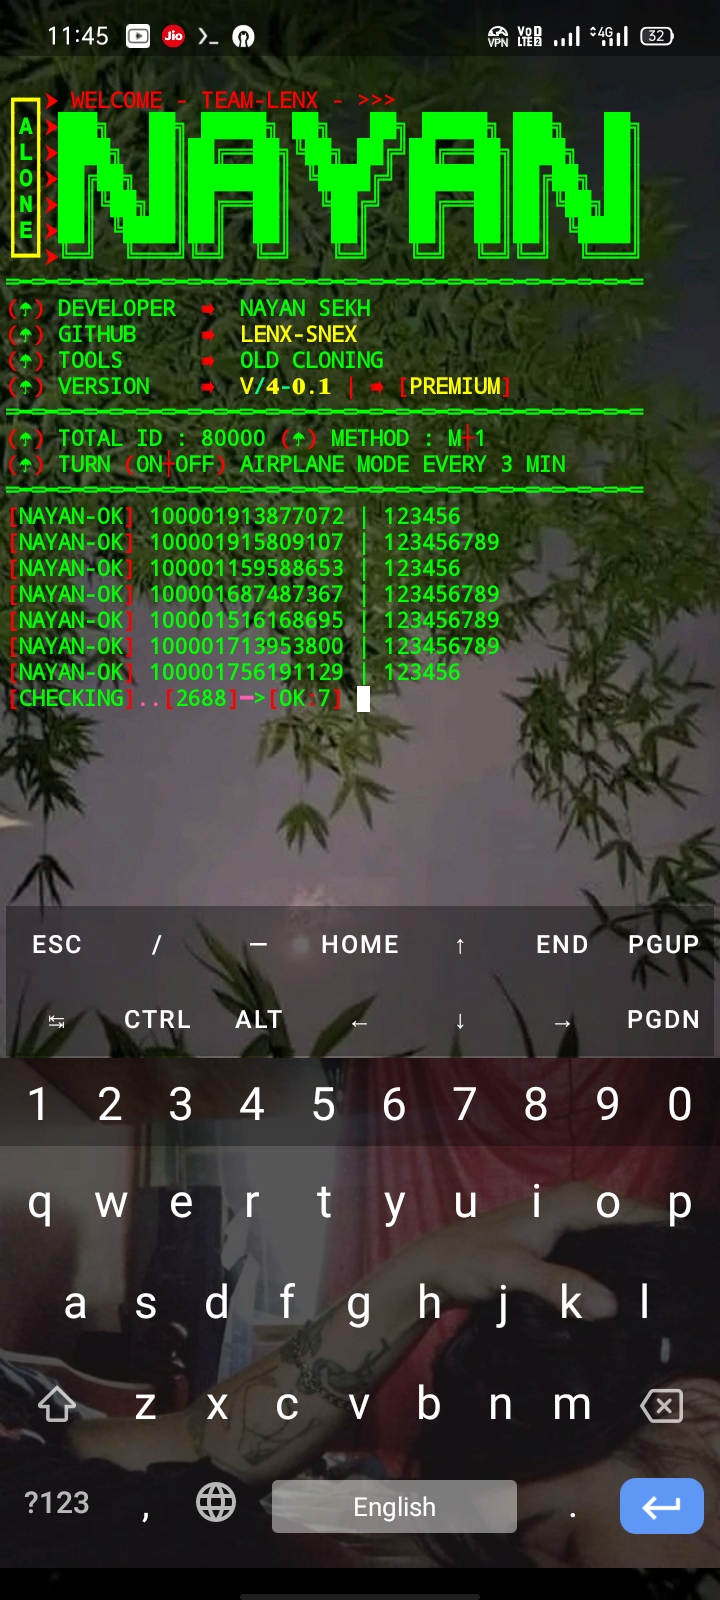 11:45 Jio VPN VoD LTE2 4G 32
WELCOME - TEAM-LENX - >>>
ALONE
NAYAN
(☂) DEVELOPER ➡ NAYAN SEKH
(☂) GITHUB ➡ LENX-SNEX
(☂) TOOLS ➡ OLD CLONING
(☂) VERSION ➡ V/4-0.1 | ➡ [PREMIUM]
(☂) TOTAL ID : 80000 (☂) METHOD : M┼1
(☂) TURN (ON┼OFF) AIRPLANE MODE EVERY 3 MIN
[NAYAN-OK] 100001913877072 | 123456
[NAYAN-OK] 100001915809107 | 123456789
[NAYAN-OK] 100001159588653 | 123456
[NAYAN-OK] 100001687487367 | 123456789
[NAYAN-OK] 100001516168695 | 123456789
[NAYAN-OK] 100001713953800 | 123456789
[NAYAN-OK] 100001756191129 | 123456
[CHECKING]..[2688]—>[OK:7]
ESC / — HOME ↑ END PGUP
↹ CTRL ALT ← ↓ → PGDN
1 2 3 4 5 6 7 8 9 0
q w e r t y u i o p
a s d f g h j k l
z x c v b n m
?123 , English .